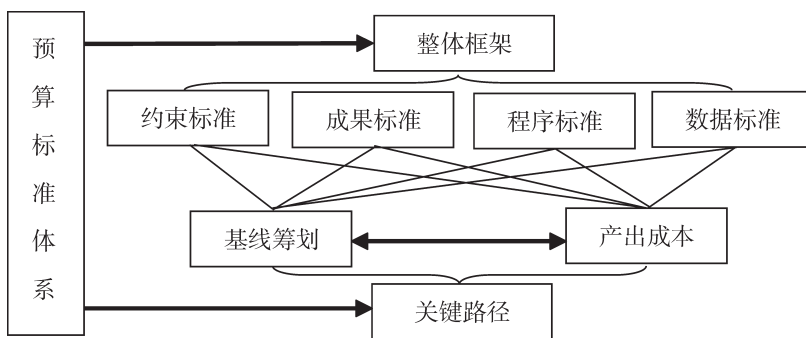 预算标准体系
整体框架
约束标准
成果标准
程序标准
数据标准
基线筹划
产出成本
关键路径